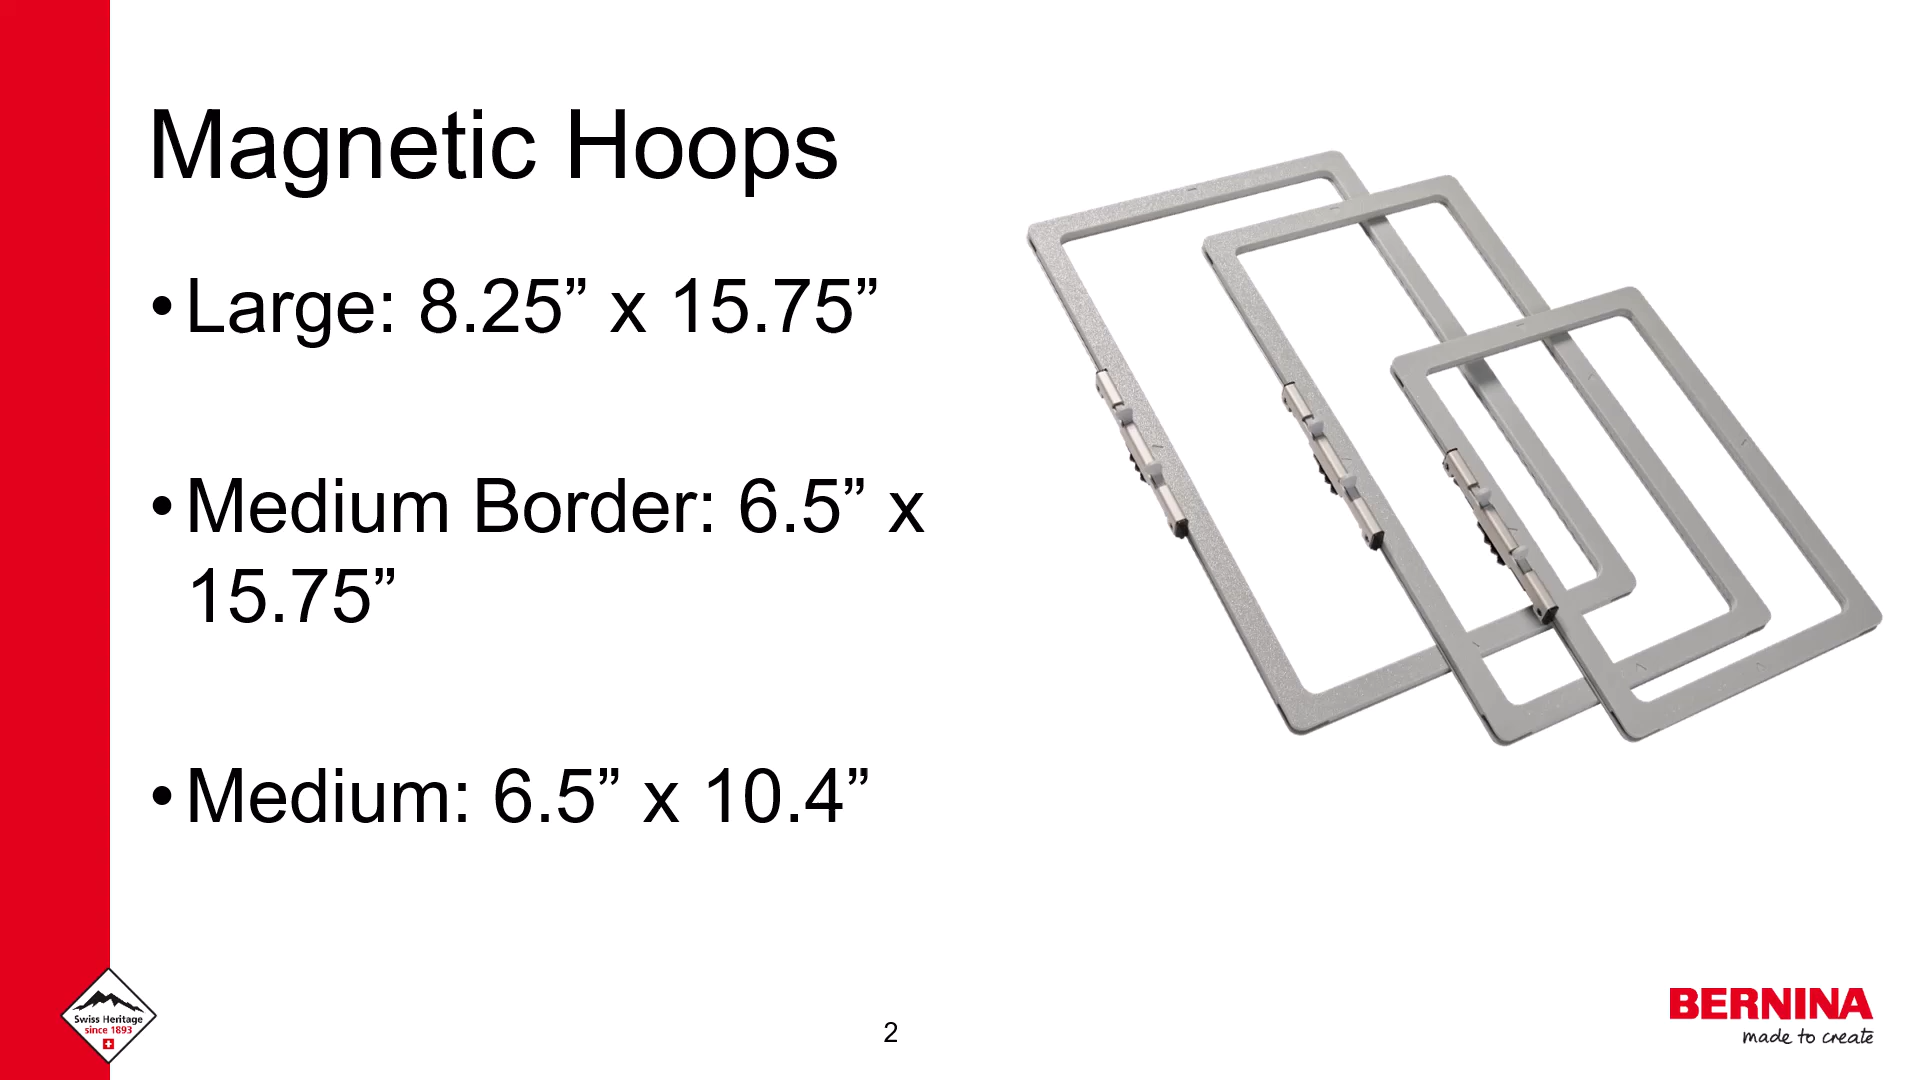 Magnetic Hoops
•Large: 8.25” x 15.75”
•Medium Border: 6.5” x
15.75”
•Medium: 6.5” x 10.4”
Swiss Heritage
since 1893
2
BERNINA
made to create